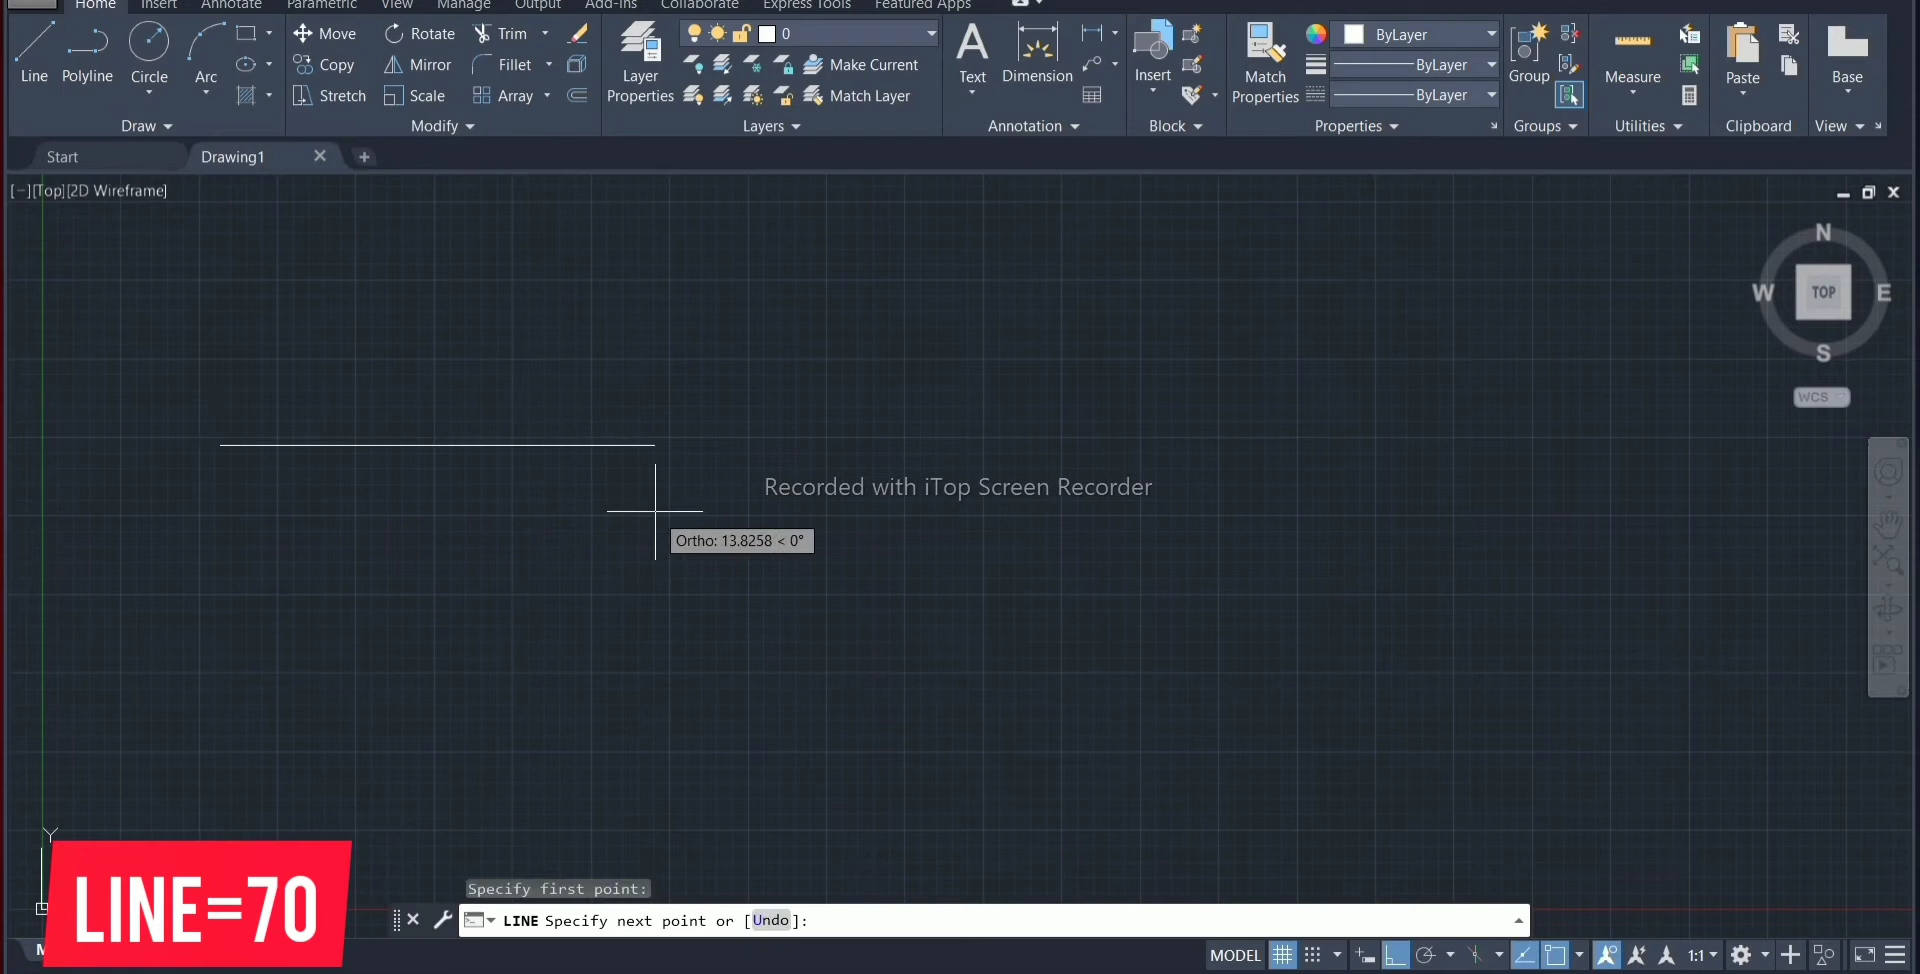 Home Insert Annotate Parametric View Manage Output Add-ins Collaborate Express Tools Featured Apps
Line Polyline Circle Arc
Move Rotate Trim
Copy Mirror Fillet
Stretch Scale Array
Layer Properties
0
Make Current
Match Layer
Text Dimension
Insert
Match Properties
ByLayer
ByLayer
ByLayer
Group
Measure
Paste
Base
Draw Modify Layers Annotation Block Properties Groups Utilities Clipboard View
Start Drawing1
[−][Top][2D Wireframe]
N
W TOP E
S
WCS
Recorded with iTop Screen Recorder
Ortho: 13.8258 < 0°
Y
LINE=70
Specify first point:
LINE Specify next point or [Undo]:
M
MODEL 1:1